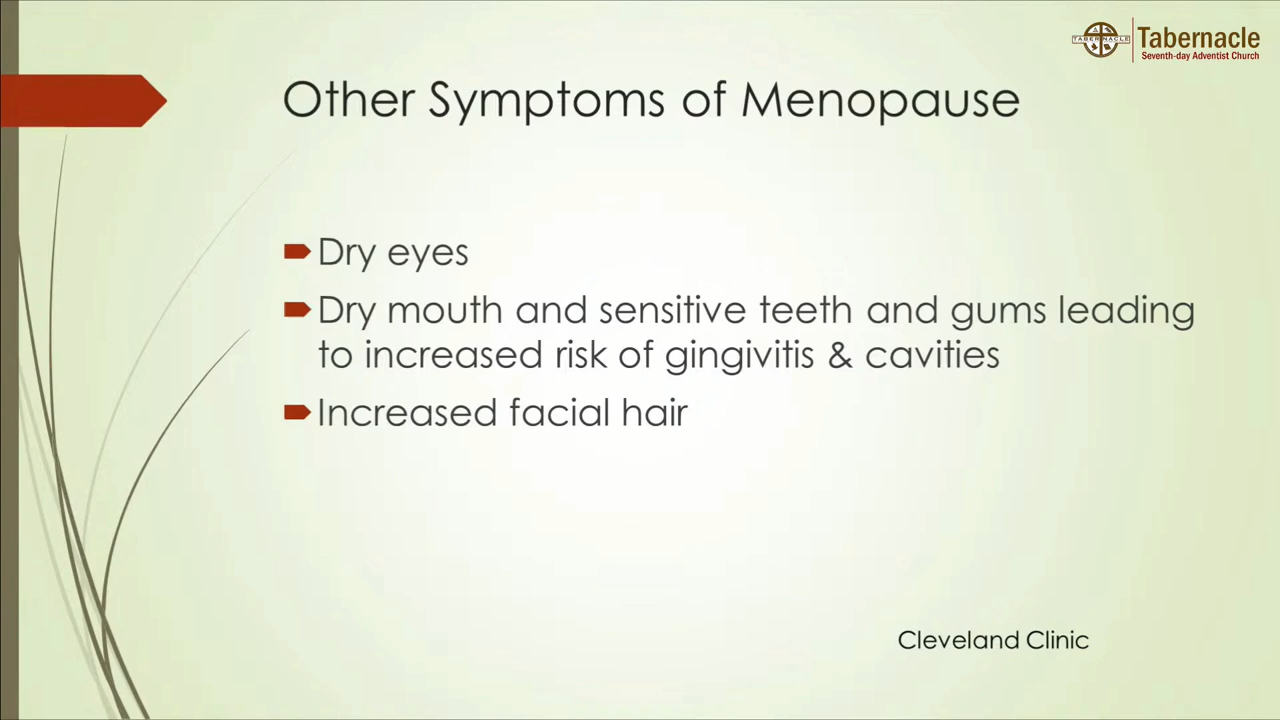 TABERNACLE
Tabernacle
Seventh-day Adventist Church
Other Symptoms of Menopause
Dry eyes
Dry mouth and sensitive teeth and gums leading
to increased risk of gingivitis & cavities
Increased facial hair
Cleveland Clinic